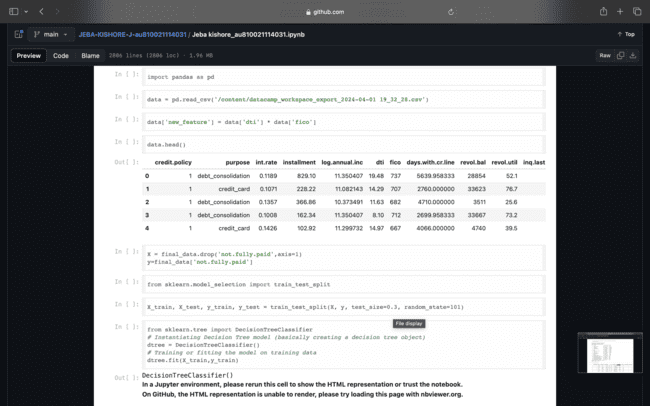 github.com
main
JEBA-KISHORE-J-au810021114031 / Jeba kishore_au810021114031.ipynb
Top
Preview Code Blame 2806 lines (2806 loc) · 1.96 MB
Raw
In [ ]: import pandas as pd
In [ ]: data = pd.read_csv('/content/datacamp_workspace_export_2024-04-01 19_32_28.csv')
In [ ]: data['new_feature'] = data['dti'] * data['fico']
In [ ]: data.head()
Out[ ]: credit.policy purpose int.rate installment log.annual.inc dti fico days.with.cr.line revol.bal revol.util inq.last
0 1 debt_consolidation 0.1189 829.10 11.350407 19.48 737 5639.958333 28854 52.1
1 1 credit_card 0.1071 228.22 11.082143 14.29 707 2760.000000 33623 76.7
2 1 debt_consolidation 0.1357 366.86 10.373491 11.63 682 4710.000000 3511 25.6
3 1 debt_consolidation 0.1008 162.34 11.350407 8.10 712 2699.958333 33667 73.2
4 1 credit_card 0.1426 102.92 11.299732 14.97 667 4066.000000 4740 39.5
In [ ]: X = final_data.drop('not.fully.paid',axis=1)
y=final_data['not.fully.paid']
In [ ]: from sklearn.model_selection import train_test_split
In [ ]: X_train, X_test, y_train, y_test = train_test_split(X, y, test_size=0.3, random_state=101)
File display
In [ ]: from sklearn.tree import DecisionTreeClassifier
# Instantiating Decision Tree model (basically creating a decision tree object)
dtree = DecisionTreeClassifier()
# Training or fitting the model on training data
dtree.fit(X_train,y_train)
Out[ ]: DecisionTreeClassifier()
In a Jupyter environment, please rerun this cell to show the HTML representation or trust the notebook.
On GitHub, the HTML representation is unable to render, please try loading this page with nbviewer.org.